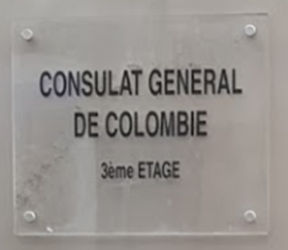 CONSULAT GENERAL
DE COLOMBIE
3ème ETAGE